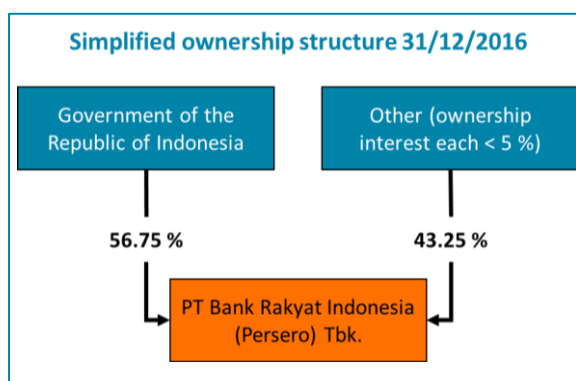 Simplified ownership structure 31/12/2016
Government of the
Republic of Indonesia
Other (ownership
interest each < 5 %)
56.75 %
43.25 %
PT Bank Rakyat Indonesia
(Persero) Tbk.